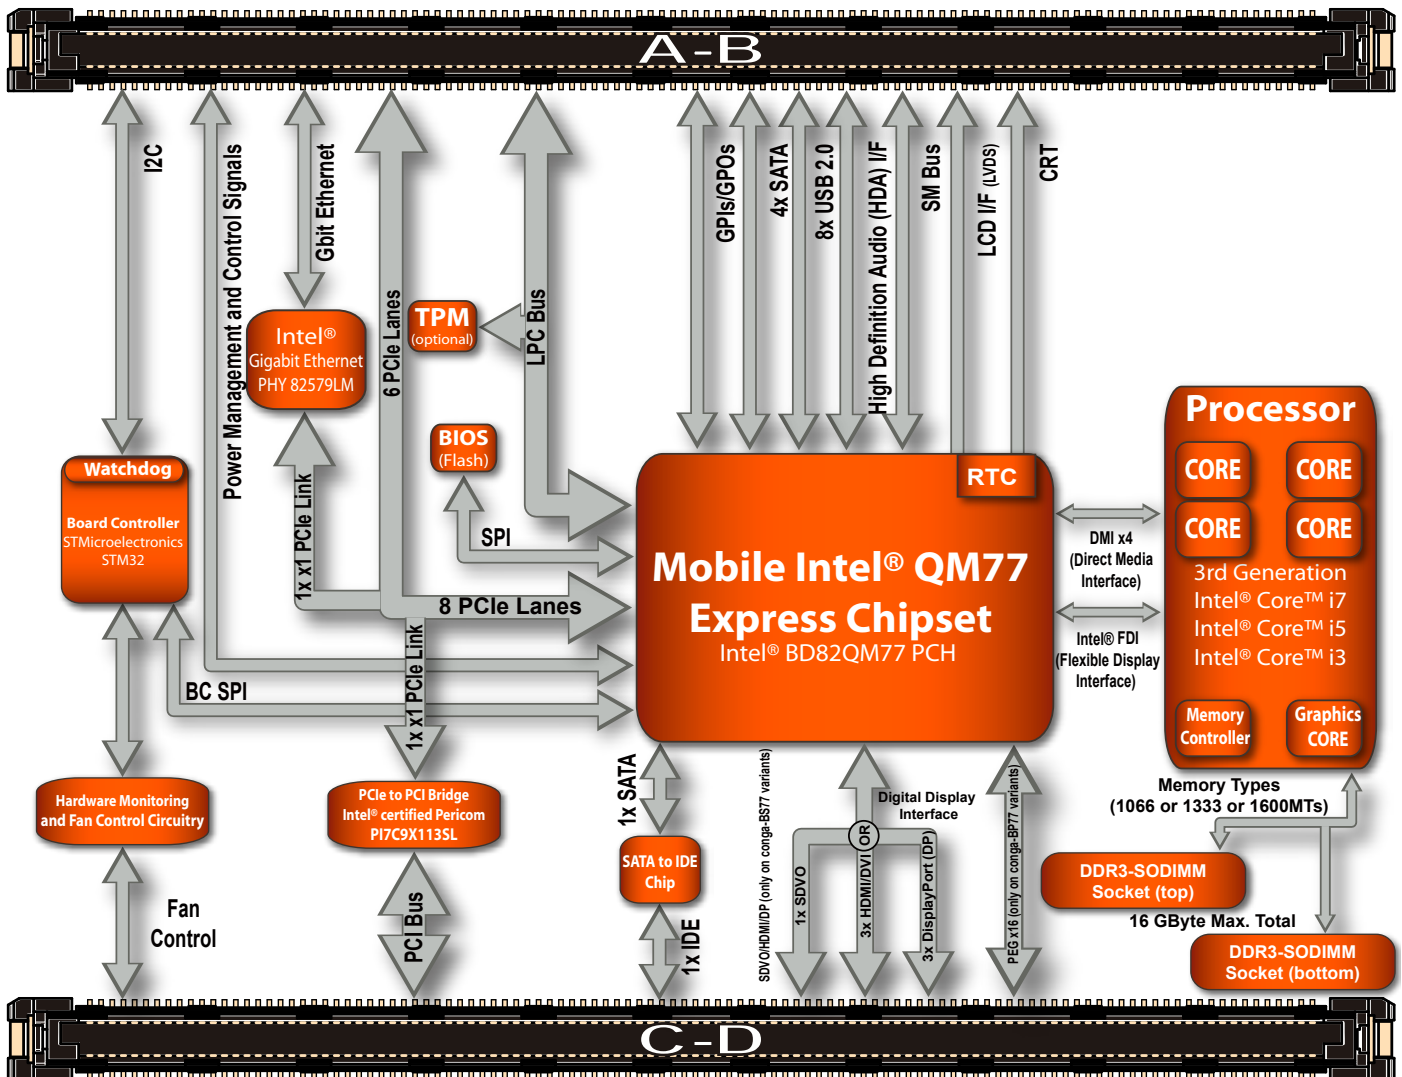 A-B
I2C
Power Management and Control Signals
Gbit Ethernet
6 PCIe Lanes
LPC Bus
GPIs/GPOs
4x SATA
8x USB 2.0
High Definition Audio (HDA) I/F
SM Bus
LCD I/F (LVDS)
CRT
Intel®
Gigabit Ethernet
PHY 82579LM
TPM
(optional)
BIOS
(Flash)
SPI
Watchdog
Board Controller
STMicroelectronics
STM32
1x x1 PCIe Link
8 PCIe Lanes
1x x1 PCIe Link
BC SPI
RTC
Mobile Intel® QM77
Express Chipset
Intel® BD82QM77 PCH
DMI x4
(Direct Media
Interface)
Intel® FDI
(Flexible Display
Interface)
Processor
CORE
CORE
CORE
CORE
3rd Generation
Intel® Core™ i7
Intel® Core™ i5
Intel® Core™ i3
Memory
Controller
Graphics
CORE
Memory Types
(1066 or 1333 or 1600MTs)
DDR3-SODIMM
Socket (top)
16 GByte Max. Total
DDR3-SODIMM
Socket (bottom)
Hardware Monitoring
and Fan Control Circuitry
Fan
Control
PCIe to PCI Bridge
Intel® certified Pericom
PI7C9X113SL
PCI Bus
1x SATA
SATA to IDE
Chip
1x IDE
SDVO/HDMI/DP (only on conga-BS77 variants)
Digital Display
Interface
OR
1x SDVO
3x HDMI/DVI
3x DisplayPort (DP)
PEG x16 (only on conga-BP77 variants)
C-D